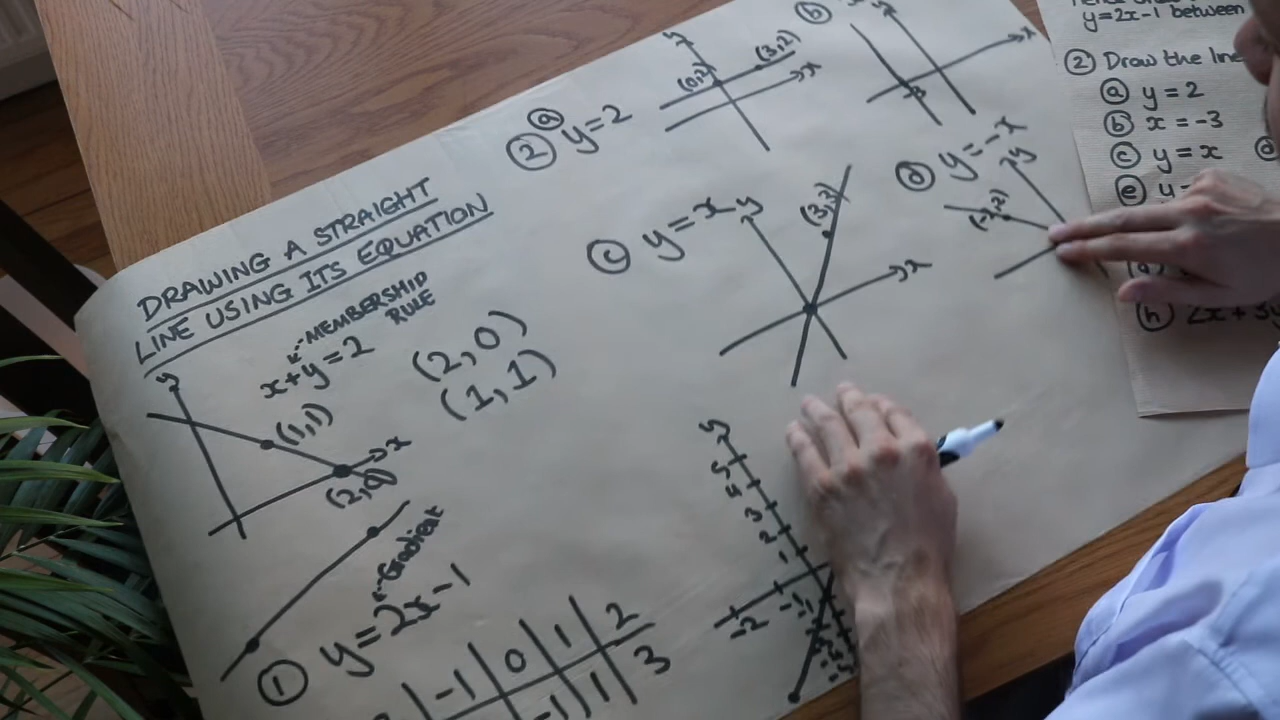 DRAWING A STRAIGHT
LINE USING ITS EQUATION
MEMBERSHIP
RULE
x+y=2
(2,0)
(1,1)
y
(1,1)
x
(2,0)
Gradient
① y=2x-1
-1 0 1 2
-1 1 3
② ⓐ y=2
y
(0,2)
(3,2)
x
ⓑ
y
x
-3
ⓒ y=x
y
(3,3)
x
ⓓ y=-x
y
y
5
4
3
2
1
-2 -1
-1
-2
y=2x-1 between
② Draw the line
ⓐ y=2
ⓑ x=-3
ⓒ y=x ⓓ
ⓔ y=
ⓗ 2x+3y